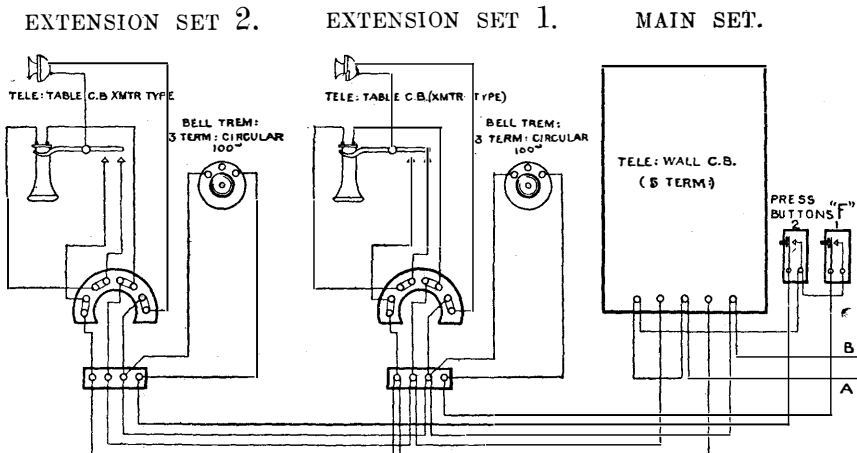 EXTENSION SET 2.
EXTENSION SET 1.
MAIN SET.
TELE: TABLE C.B. XMTR TYPE
BELL TREM:
3 TERM: CIRCULAR
100~
TELE: TABLE C.B. (XMTR TYPE)
BELL TREM:
3 TERM: CIRCULAR
100~
TELE: WALL C.B.
(5 TERM:)
PRESS
BUTTONS "F"
2 1
B
A